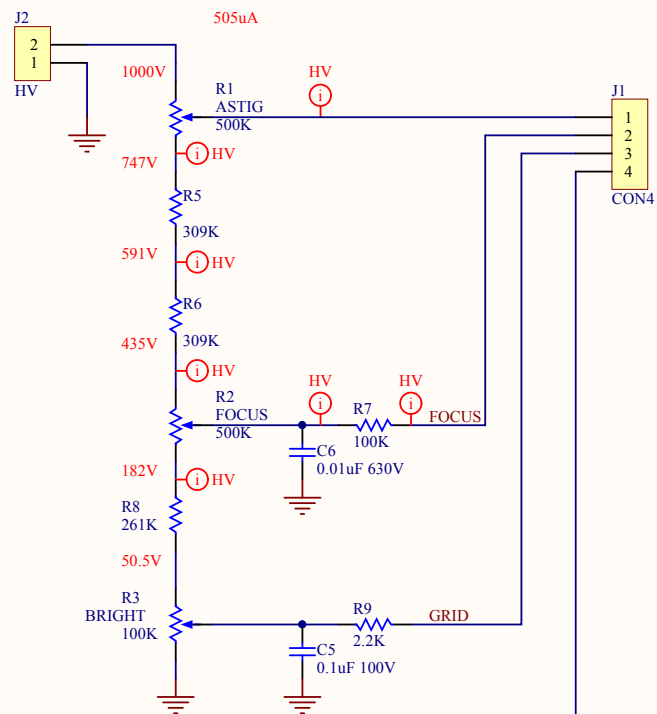 J2
505uA
2
1
HV
1000V
R1
ASTIG
500K
HV
i
J1
1
2
3
4
CON4
747V
i HV
R5
309K
591V
i HV
R6
309K
435V
i HV
R2
FOCUS
500K
HV
i
HV
i
R7
100K
FOCUS
C6
0.01uF 630V
182V
i HV
R8
261K
50.5V
R3
BRIGHT
100K
R9
2.2K
GRID
C5
0.1uF 100V